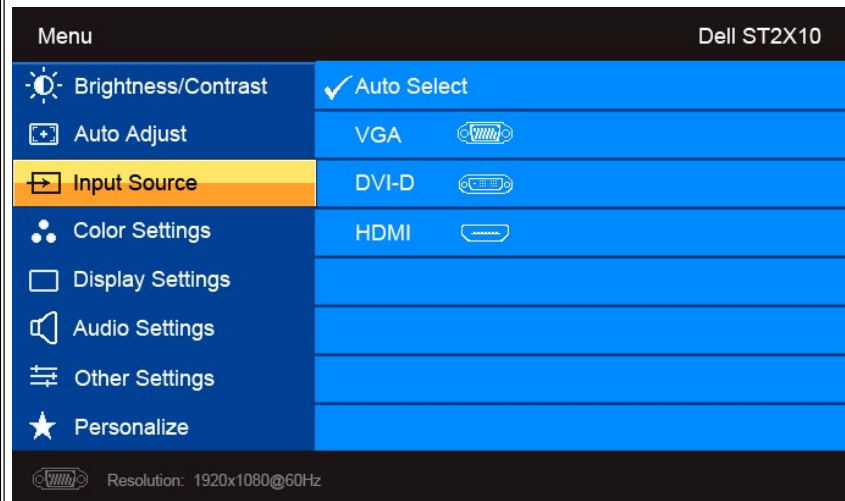 Menu Dell ST2X10
Brightness/Contrast Auto Select
Auto Adjust VGA
Input Source DVI-D
Color Settings HDMI
Display Settings
Audio Settings
Other Settings
Personalize
Resolution: 1920x1080@60Hz